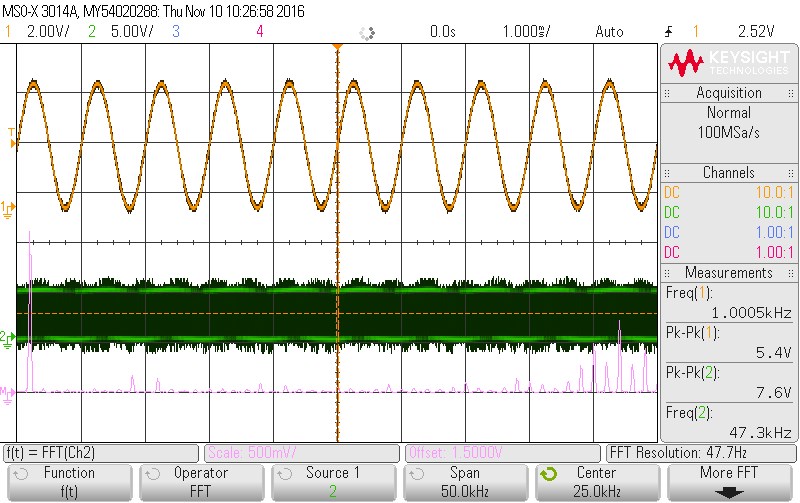 MSO-X 3014A, MY54020288: Thu Nov 10 10:26:58 2016
1 2.00V/ 2 5.00V/ 3 4 0.0s 1.000ms/ Auto 1 2.52V
KEYSIGHT
TECHNOLOGIES
Acquisition
Normal
100MSa/s
Channels
DC 10.0:1
DC 10.0:1
DC 1.00:1
DC 1.00:1
Measurements
Freq(1):
1.0005kHz
Pk-Pk(1):
5.4V
Pk-Pk(2):
7.6V
Freq(2):
47.3kHz
T
1
2
M
f(t) = FFT(Ch2) Scale: 500mV/ Offset: 1.5000V FFT Resolution: 47.7Hz
Function Operator Source 1 Span Center More FFT
f(t) FFT 2 50.0kHz 25.0kHz